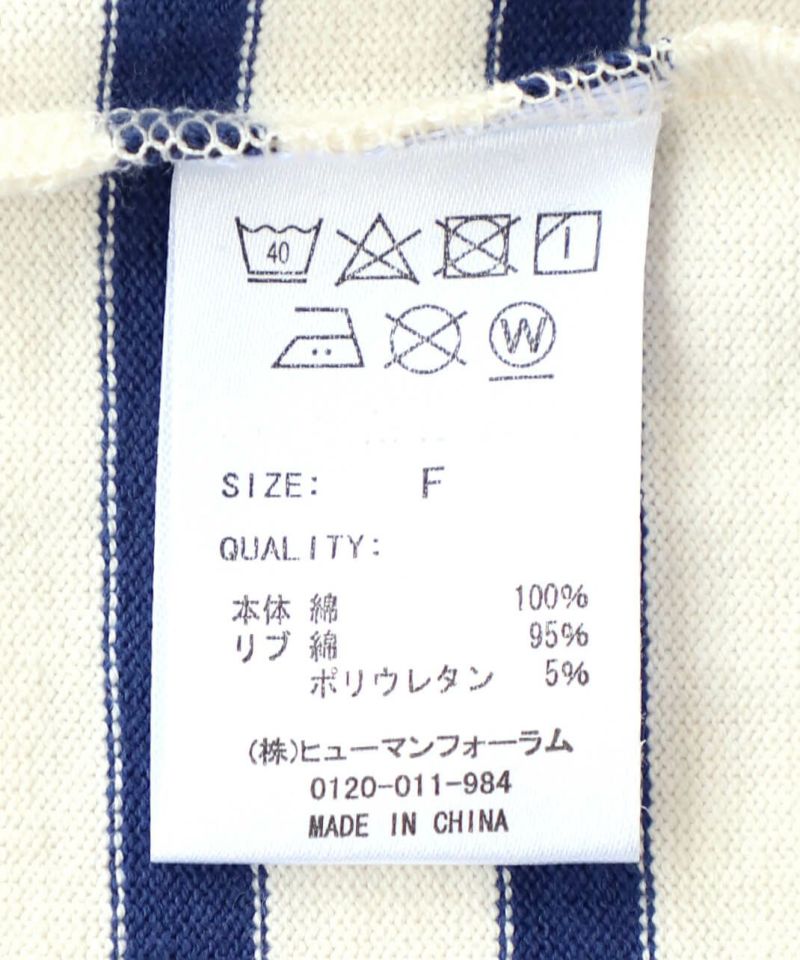 40
W
SIZE: F
QUALITY:
本体 綿 100%
リブ 綿 95%
ポリウレタン 5%
(株)ヒューマンフォーラム
0120-011-984
MADE IN CHINA